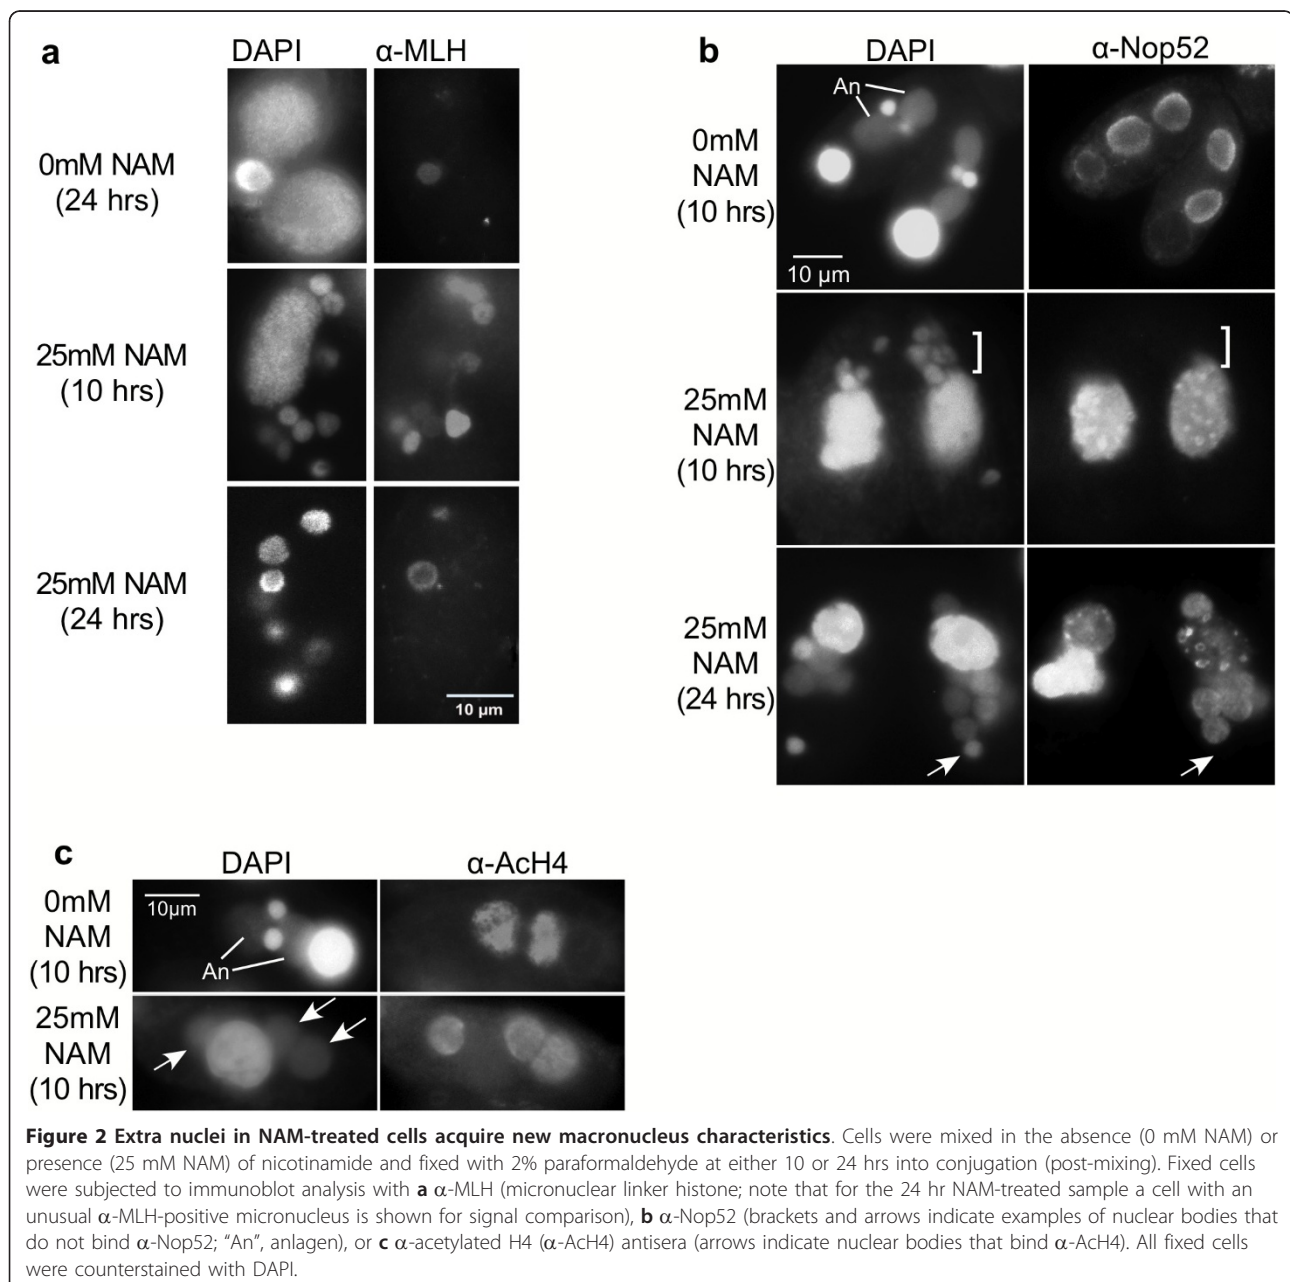 a
DAPI α-MLH
0mM NAM
(24 hrs)
25mM NAM
(10 hrs)
25mM NAM
(24 hrs)
10 µm
b
DAPI α-Nop52
An
0mM
NAM
(10 hrs)
10 µm
25mM
NAM
(10 hrs)
25mM
NAM
(24 hrs)
c
DAPI α-AcH4
0mM
NAM
(10 hrs)
10µm
An
25mM
NAM
(10 hrs)
Figure 2 Extra nuclei in NAM-treated cells acquire new macronucleus characteristics. Cells were mixed in the absence (0 mM NAM) or
presence (25 mM NAM) of nicotinamide and fixed with 2% paraformaldehyde at either 10 or 24 hrs into conjugation (post-mixing). Fixed cells
were subjected to immunoblot analysis with a α-MLH (micronuclear linker histone; note that for the 24 hr NAM-treated sample a cell with an
unusual α-MLH-positive micronucleus is shown for signal comparison), b α-Nop52 (brackets and arrows indicate examples of nuclear bodies that
do not bind α-Nop52; “An”, anlagen), or c α-acetylated H4 (α-AcH4) antisera (arrows indicate nuclear bodies that bind α-AcH4). All fixed cells
were counterstained with DAPI.